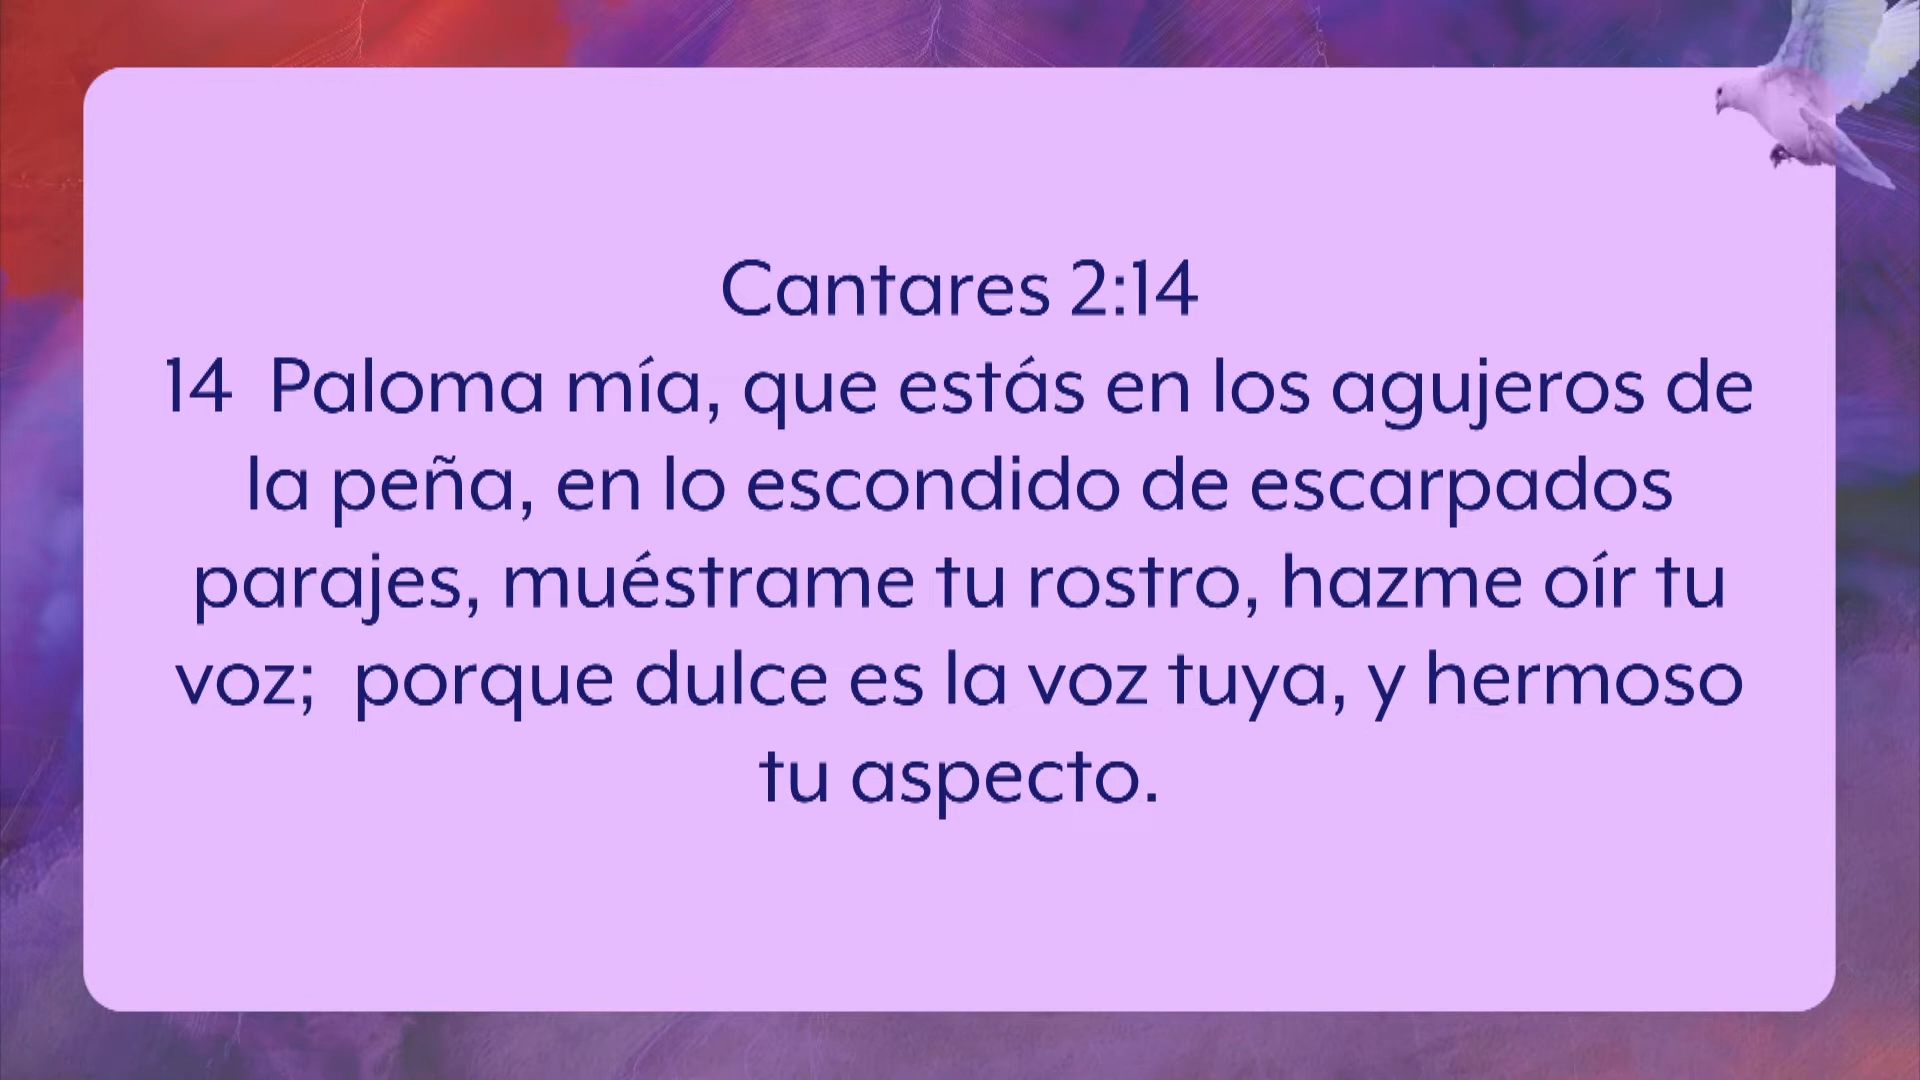 Cantares 2:14
14  Paloma mía, que estás en los agujeros de
la peña, en lo escondido de escarpados
parajes, muéstrame tu rostro, hazme oír tu
voz;  porque dulce es la voz tuya, y hermoso
tu aspecto.